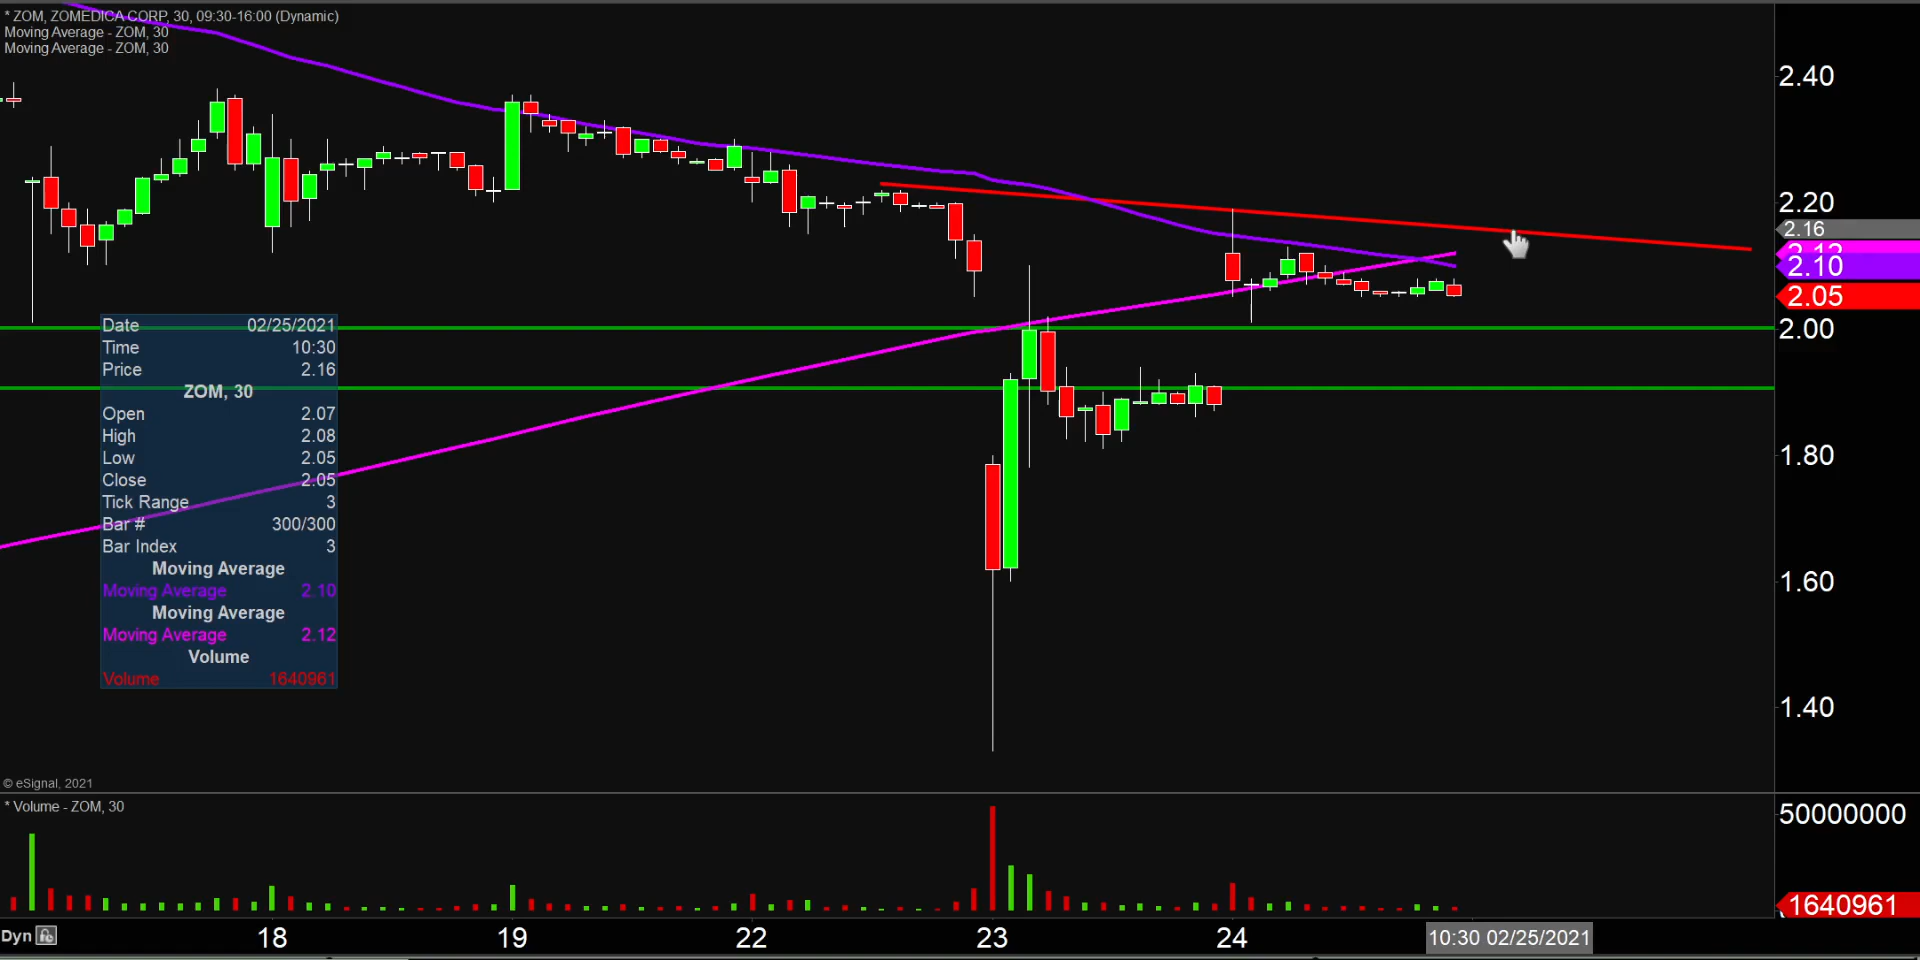 * ZOM, ZOMEDICA CORP, 30, 09:30-16:00 (Dynamic)
Moving Average - ZOM, 30
Moving Average - ZOM, 30
2.40
2.20
2.16
2.12
2.10
2.05
2.00
1.80
1.60
1.40
Date 02/25/2021
Time 10:30
Price 2.16
ZOM, 30
Open 2.07
High 2.08
Low 2.05
Close 2.05
Tick Range 3
Bar # 300/300
Bar Index 3
Moving Average
Moving Average 2.10
Moving Average
Moving Average 2.12
Volume
Volume 1640961
© eSignal, 2021
* Volume - ZOM, 30
50000000
1640961
Dyn
18 19 22 23 24 10:30 02/25/2021